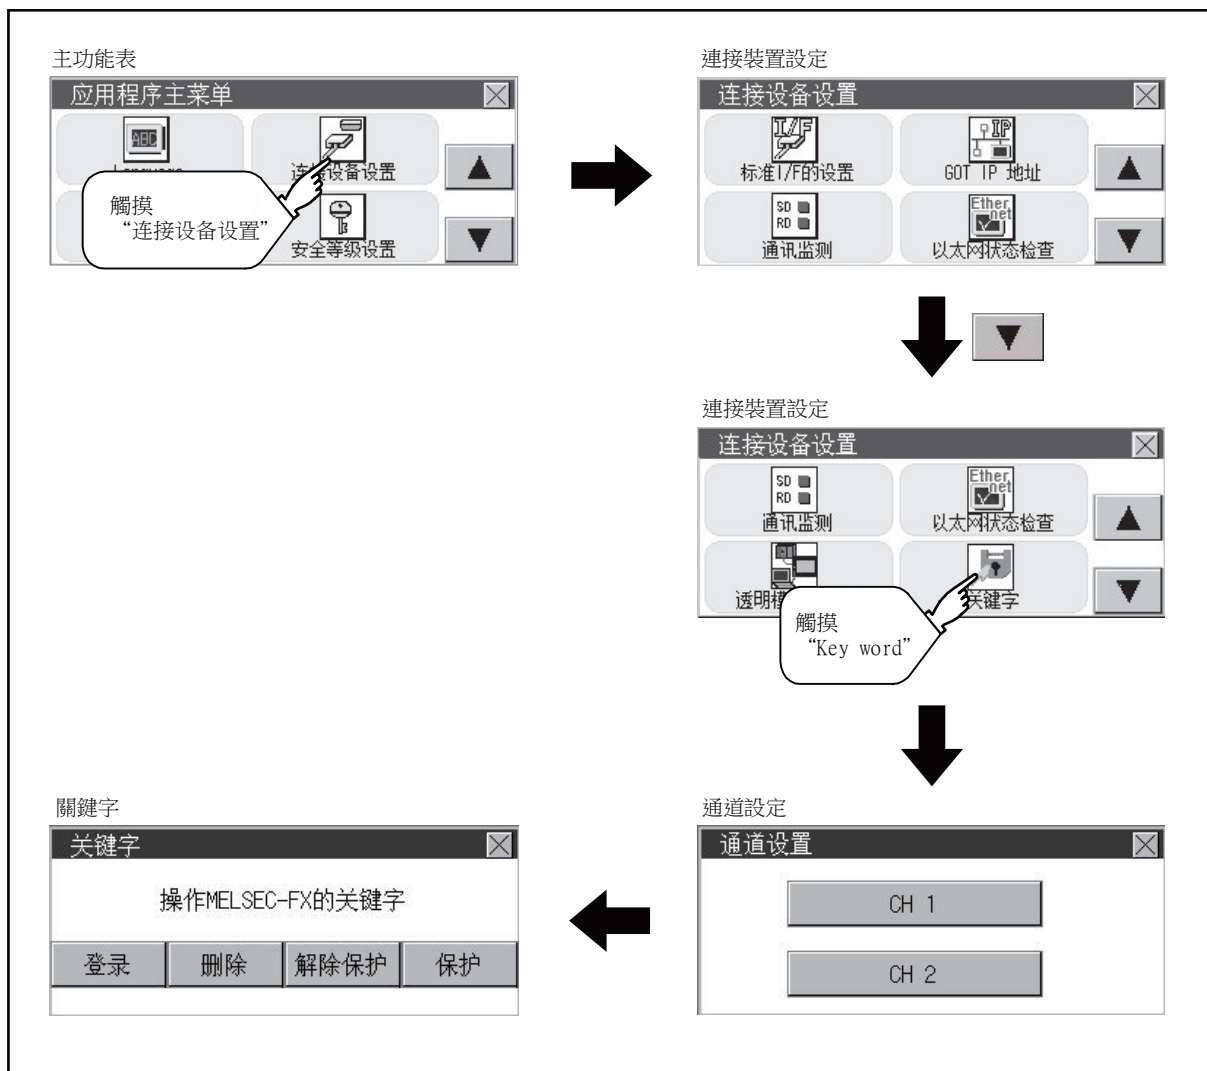 主功能表
应用程序主菜单
连接设备设置
安全等级设置
觸摸
“连接设备设置”
連接裝置設定
连接设备设置
I/F
标准I/F的设置
IP
GOT IP 地址
SD
RD
通讯监测
Ether
net
以太网状态检查
連接裝置設定
连接设备设置
SD
RD
通讯监测
Ether
net
以太网状态检查
透明
关键字
觸摸
“Key word”
通道設定
通道设置
CH 1
CH 2
關鍵字
关键字
操作MELSEC-FX的关键字
登录 删除 解除保护 保护